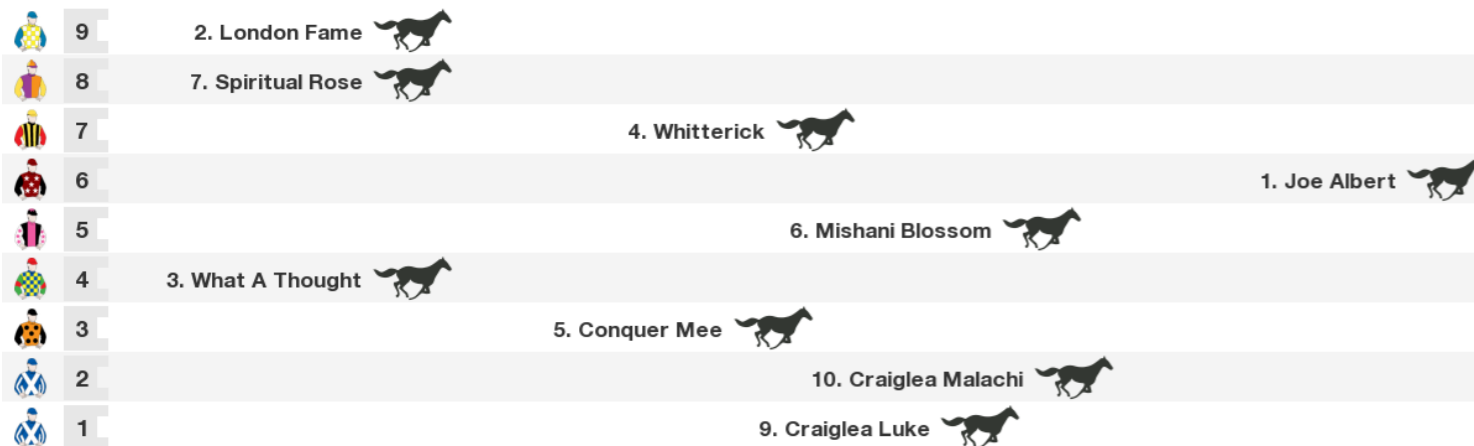 9 2. London Fame
8 7. Spiritual Rose
7 4. Whitterick
6 1. Joe Albert
5 6. Mishani Blossom
4 3. What A Thought
3 5. Conquer Mee
2 10. Craiglea Malachi
1 9. Craiglea Luke